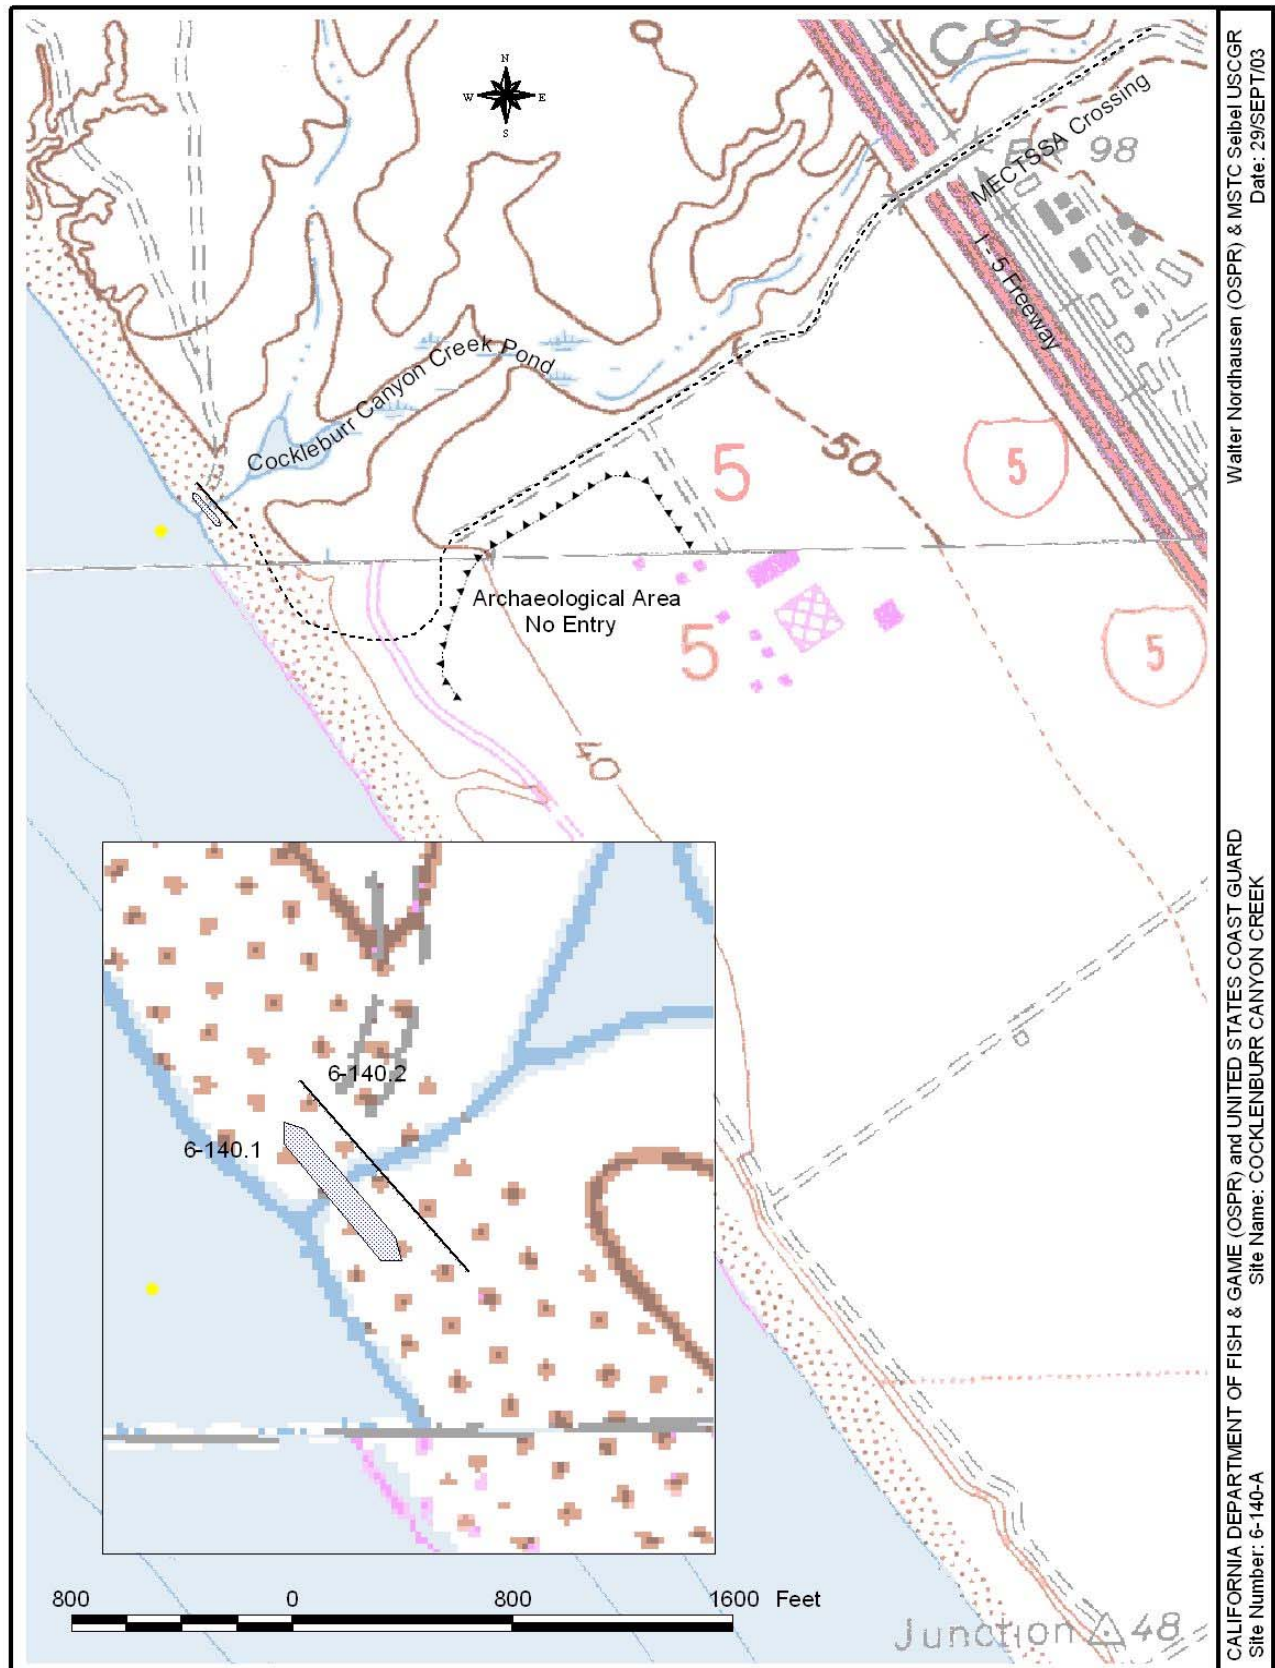 Co
N
W E
S
MECTSSA Crossing
BR 98
I - 5 Freeway
Cockleburr Canyon Creek Pond
5
50
5
Archaeological Area
No Entry
5
5
40
6-140.2
6-140.1
800 0 800 1600 Feet
Junction 48
Walter Nordhausen (OSPR) & MSTC Seibel USCGR
Date: 29/SEPT/03
CALIFORNIA DEPARTMENT OF FISH & GAME (OSPR) and UNITED STATES COAST GUARD
Site Number: 6-140-A Site Name: COCKLENBURR CANYON CREEK